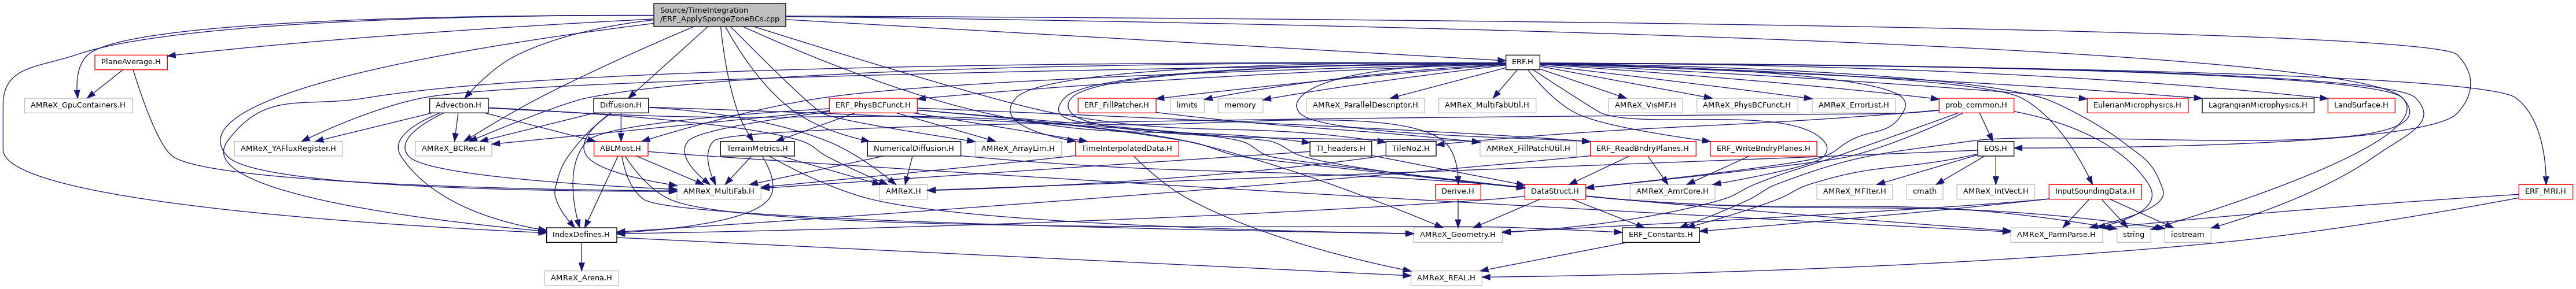 Source/TimeIntegration
/ERF_ApplySpongeZoneBCs.cpp
PlaneAverage.H
ERF.H
AMReX_GpuContainers.H
Advection.H
Diffusion.H
ERF_PhysBCFunct.H
ERF_FillPatcher.H
limits
memory
AMReX_ParallelDescriptor.H
AMReX_MultiFabUtil.H
AMReX_VisMF.H
AMReX_PhysBCFunct.H
AMReX_ErrorList.H
prob_common.H
EulerianMicrophysics.H
LagrangianMicrophysics.H
LandSurface.H
AMReX_YAFluxRegister.H
AMReX_BCRec.H
ABLMost.H
TerrainMetrics.H
NumericalDiffusion.H
AMReX_ArrayLim.H
TimeInterpolatedData.H
TI_headers.H
TileNoZ.H
AMReX_FillPatchUtil.H
ERF_ReadBndryPlanes.H
ERF_WriteBndryPlanes.H
EOS.H
AMReX_MultiFab.H
AMReX.H
Derive.H
DataStruct.H
AMReX_AmrCore.H
AMReX_MFIter.H
cmath
AMReX_IntVect.H
InputSoundingData.H
ERF_MRI.H
IndexDefines.H
AMReX_Geometry.H
ERF_Constants.H
AMReX_ParmParse.H
string
iostream
AMReX_Arena.H
AMReX_REAL.H